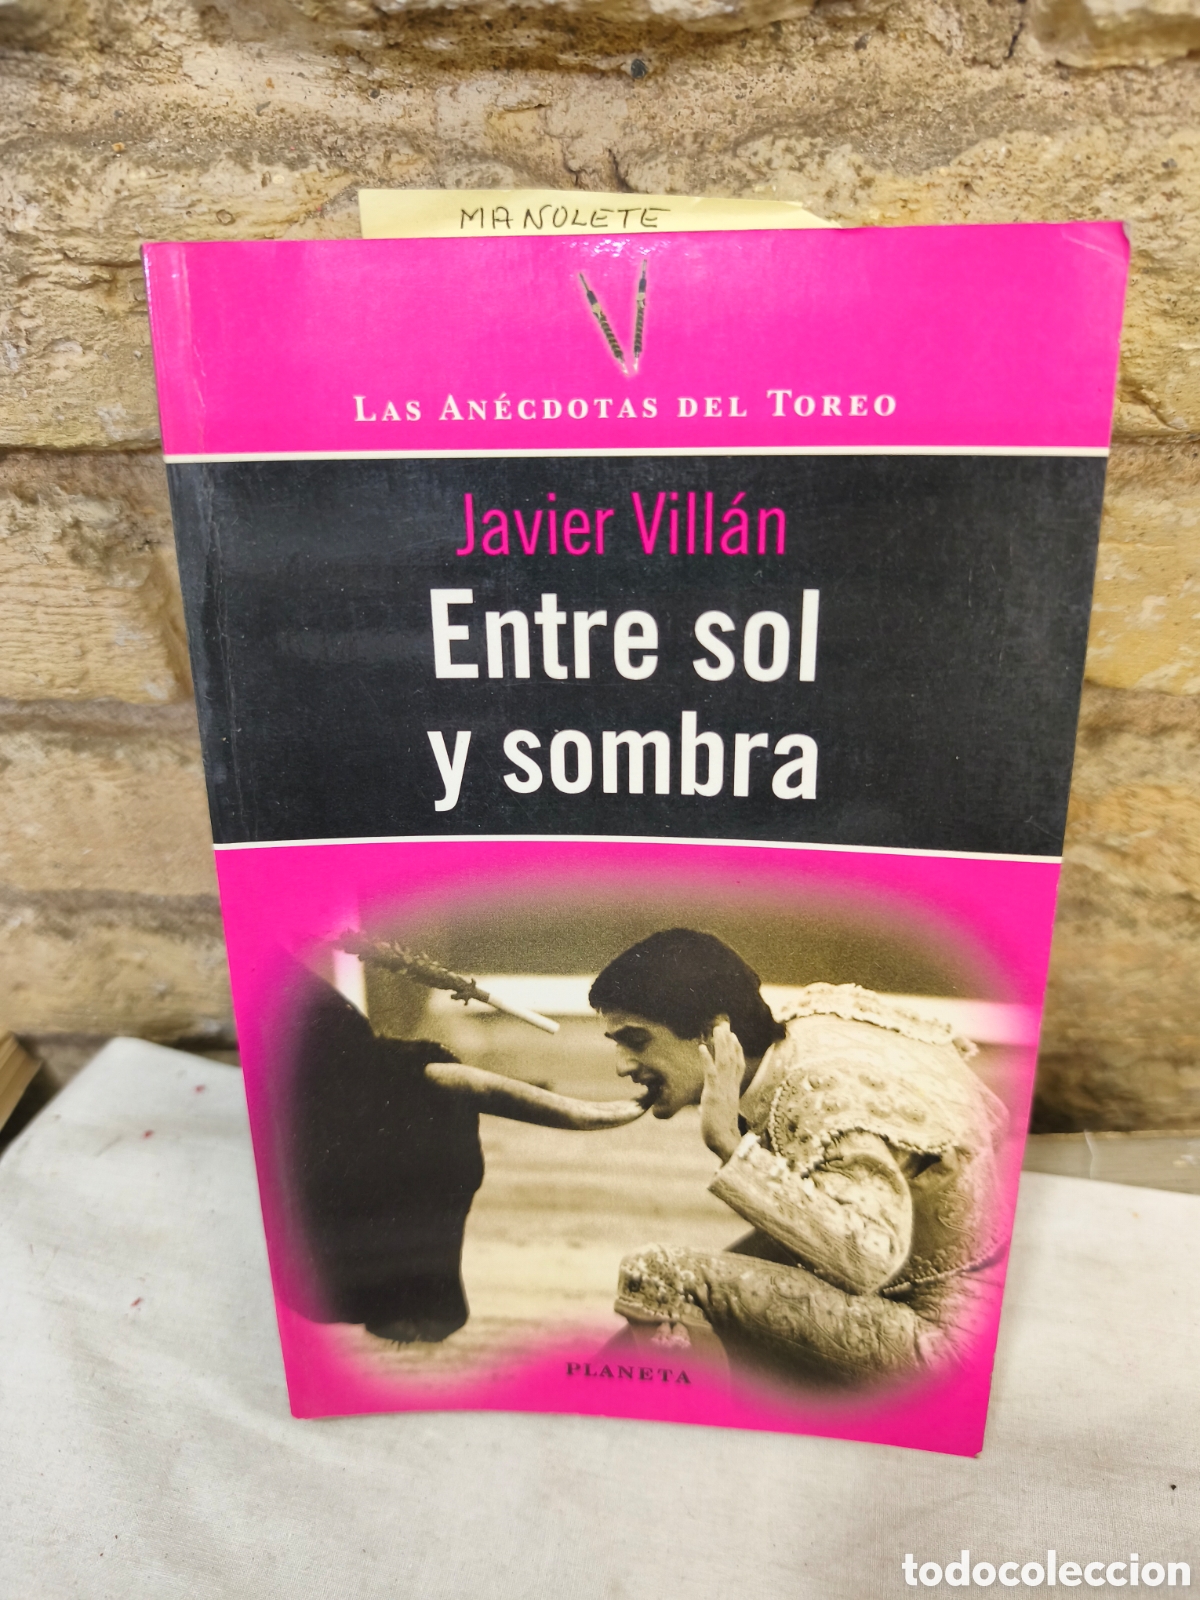 MANOLETE
LAS ANÉCDOTAS DEL TOREO
Javier Villán
Entre sol
y sombra
PLANETA
todocoleccion